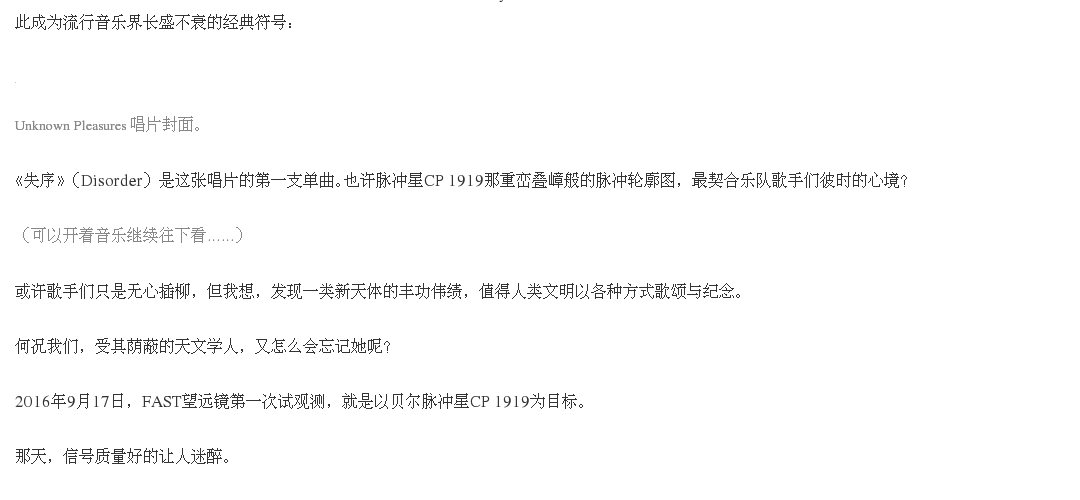 此成为流行音乐界长盛不衰的经典符号：
Unknown Pleasures 唱片封面。
《失序》（Disorder）是这张唱片的第一支单曲。也许脉冲星CP 1919那重峦叠嶂般的脉冲轮廓图，最契合乐队歌手们彼时的心境？
（可以开着音乐继续往下看……）
或许歌手们只是无心插柳，但我想，发现一类新天体的丰功伟绩，值得人类文明以各种方式歌颂与纪念。
何况我们，受其荫蔽的天文学人，又怎么会忘记她呢？
2016年9月17日，FAST望远镜第一次试观测，就是以贝尔脉冲星CP 1919为目标。
那天，信号质量好的让人迷醉。